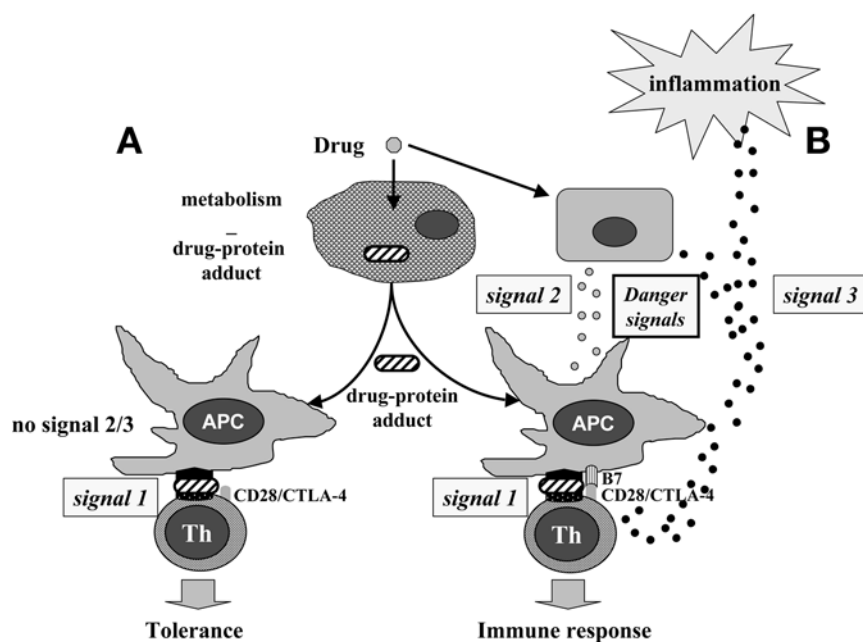 inflammation
A
B
Drug
metabolism
–
drug-protein
adduct
signal 2
Danger
signals
signal 3
drug-protein
adduct
no signal 2/3
APC
APC
signal 1
CD28/CTLA-4
signal 1
B7
CD28/CTLA-4
Th
Th
Tolerance
Immune response